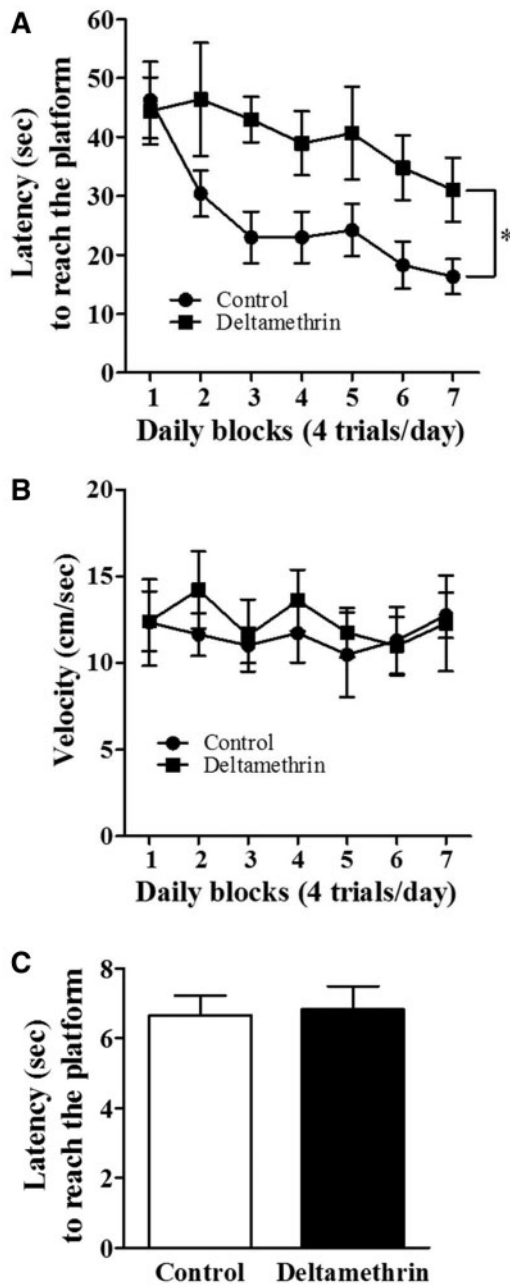 A
60
50
40
30
20
10
0
Latency (sec)
to reach the platform
Control
Deltamethrin
*
1 2 3 4 5 6 7
Daily blocks (4 trials/day)
B
20
15
10
5
0
Velocity (cm/sec)
Control
Deltamethrin
1 2 3 4 5 6 7
Daily blocks (4 trials/day)
C
8
6
4
2
0
Latency (sec)
to reach the platform
Control Deltamethrin